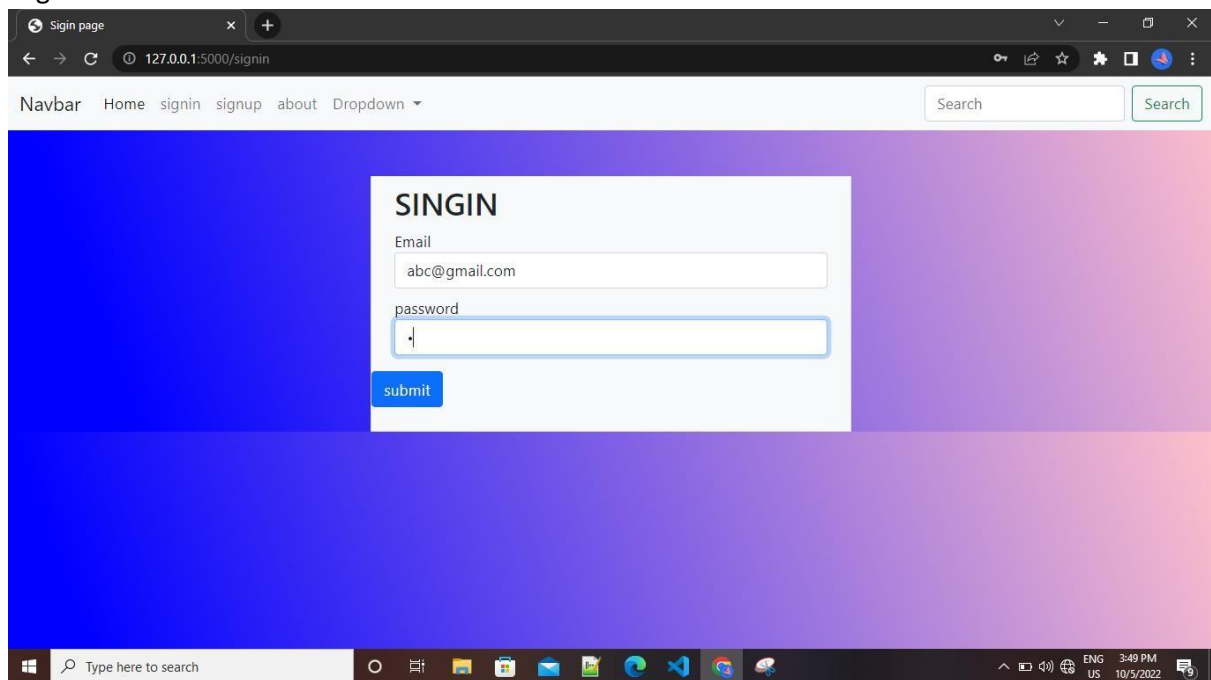 Sigin page
127.0.0.1:5000/signin
Navbar Home signin signup about Dropdown Search Search
SINGIN
Email
abc@gmail.com
password
submit
Type here to search
ENG 3:49 PM
US 10/5/2022
9